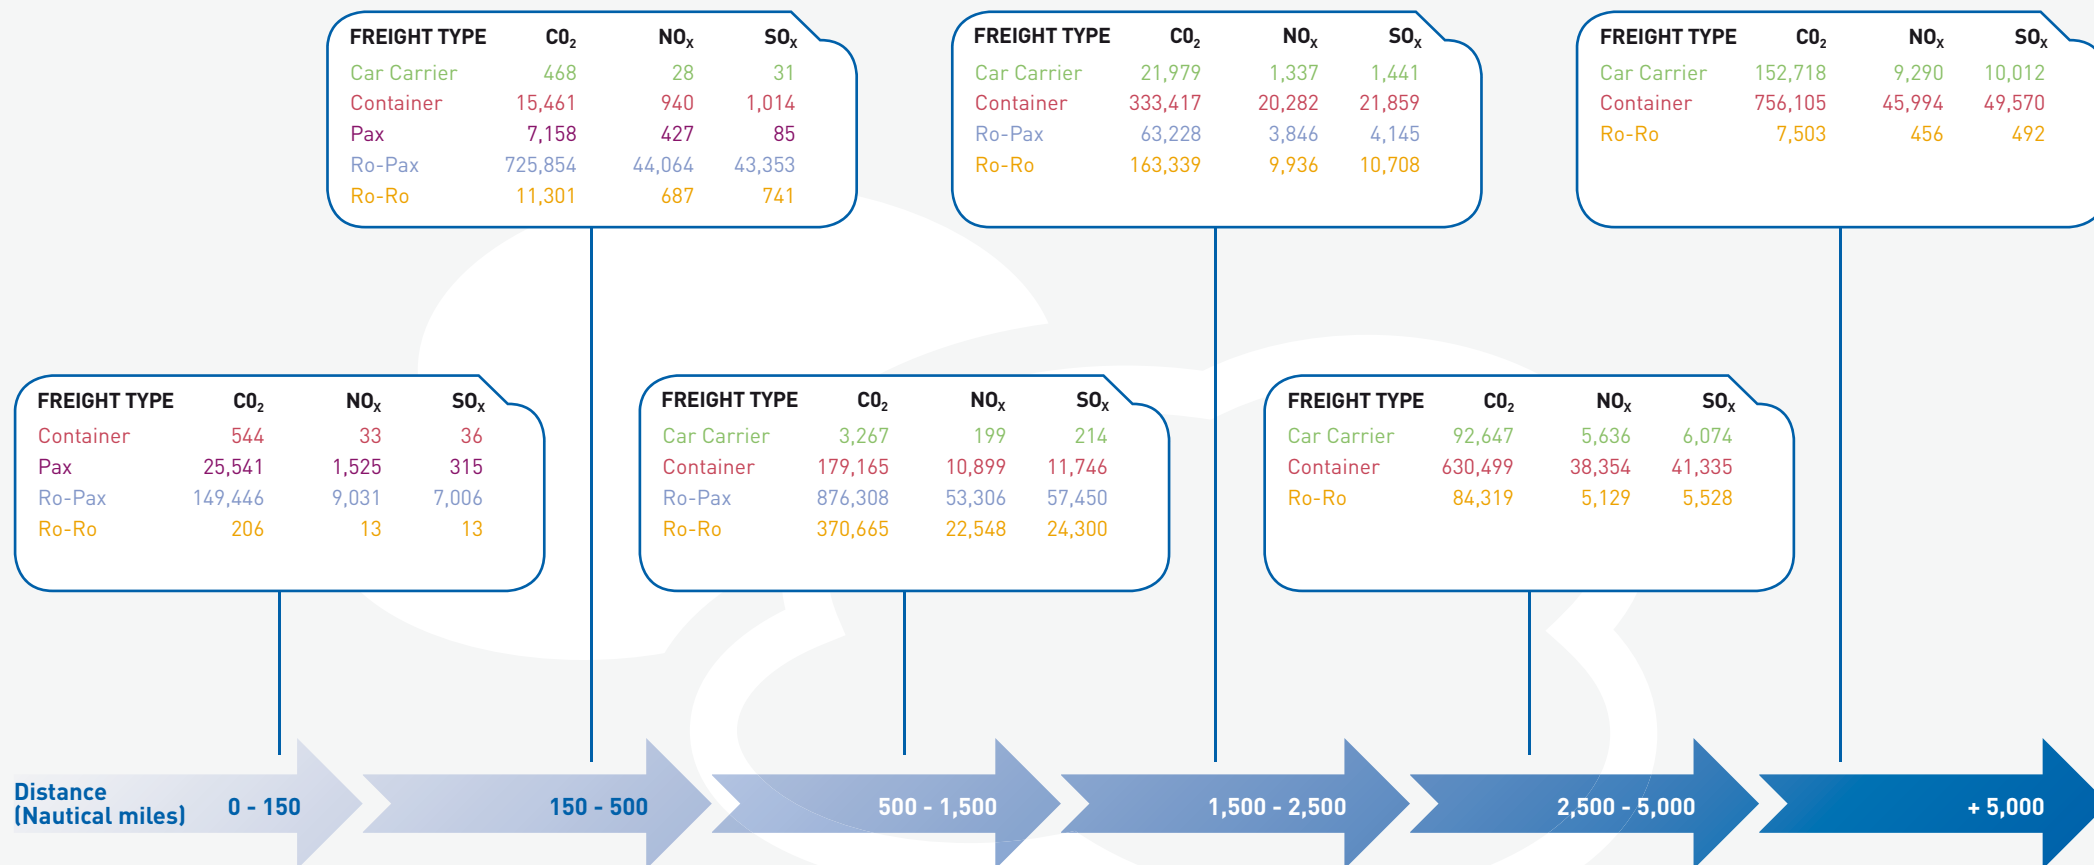 FREIGHT TYPE C0₂ NOₓ SOₓ
Car Carrier 468 28 31
Container 15,461 940 1,014
Pax 7,158 427 85
Ro-Pax 725,854 44,064 43,353
Ro-Ro 11,301 687 741
FREIGHT TYPE C0₂ NOₓ SOₓ
Car Carrier 21,979 1,337 1,441
Container 333,417 20,282 21,859
Ro-Pax 63,228 3,846 4,145
Ro-Ro 163,339 9,936 10,708
FREIGHT TYPE C0₂ NOₓ SOₓ
Car Carrier 152,718 9,290 10,012
Container 756,105 45,994 49,570
Ro-Ro 7,503 456 492
FREIGHT TYPE C0₂ NOₓ SOₓ
Container 544 33 36
Pax 25,541 1,525 315
Ro-Pax 149,446 9,031 7,006
Ro-Ro 206 13 13
FREIGHT TYPE C0₂ NOₓ SOₓ
Car Carrier 3,267 199 214
Container 179,165 10,899 11,746
Ro-Pax 876,308 53,306 57,450
Ro-Ro 370,665 22,548 24,300
FREIGHT TYPE C0₂ NOₓ SOₓ
Car Carrier 92,647 5,636 6,074
Container 630,499 38,354 41,335
Ro-Ro 84,319 5,129 5,528
Distance
(Nautical miles) 0 - 150 150 - 500 500 - 1,500 1,500 - 2,500 2,500 - 5,000 + 5,000